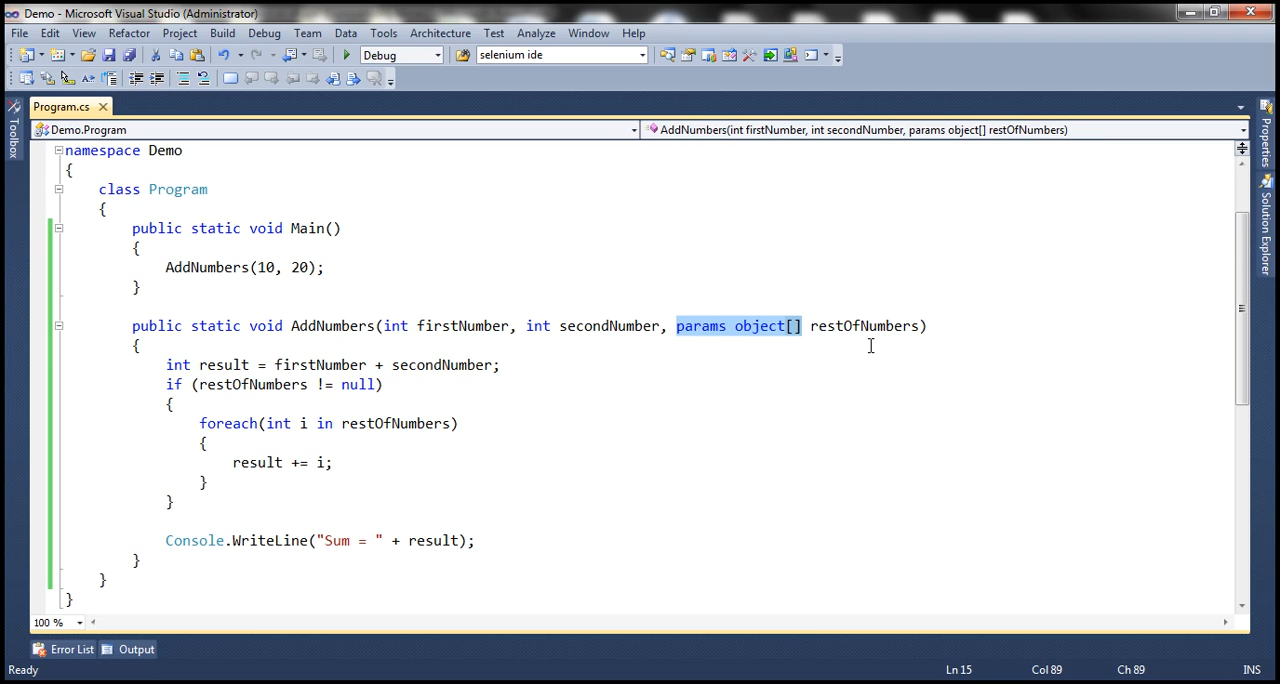 Demo - Microsoft Visual Studio (Administrator)
File Edit View Refactor Project Build Debug Team Data Tools Architecture Test Analyze Window Help
Debug selenium ide
Program.cs
Demo.Program AddNumbers(int firstNumber, int secondNumber, params object[] restOfNumbers)
Toolbox
Properties
Solution Explorer
namespace Demo
{
class Program
{
public static void Main()
{
AddNumbers(10, 20);
}
public static void AddNumbers(int firstNumber, int secondNumber, params object[] restOfNumbers)
{
int result = firstNumber + secondNumber;
if (restOfNumbers != null)
{
foreach(int i in restOfNumbers)
{
result += i;
}
}
Console.WriteLine("Sum = " + result);
}
}
}
100 %
Error List Output
Ready Ln 15 Col 89 Ch 89 INS